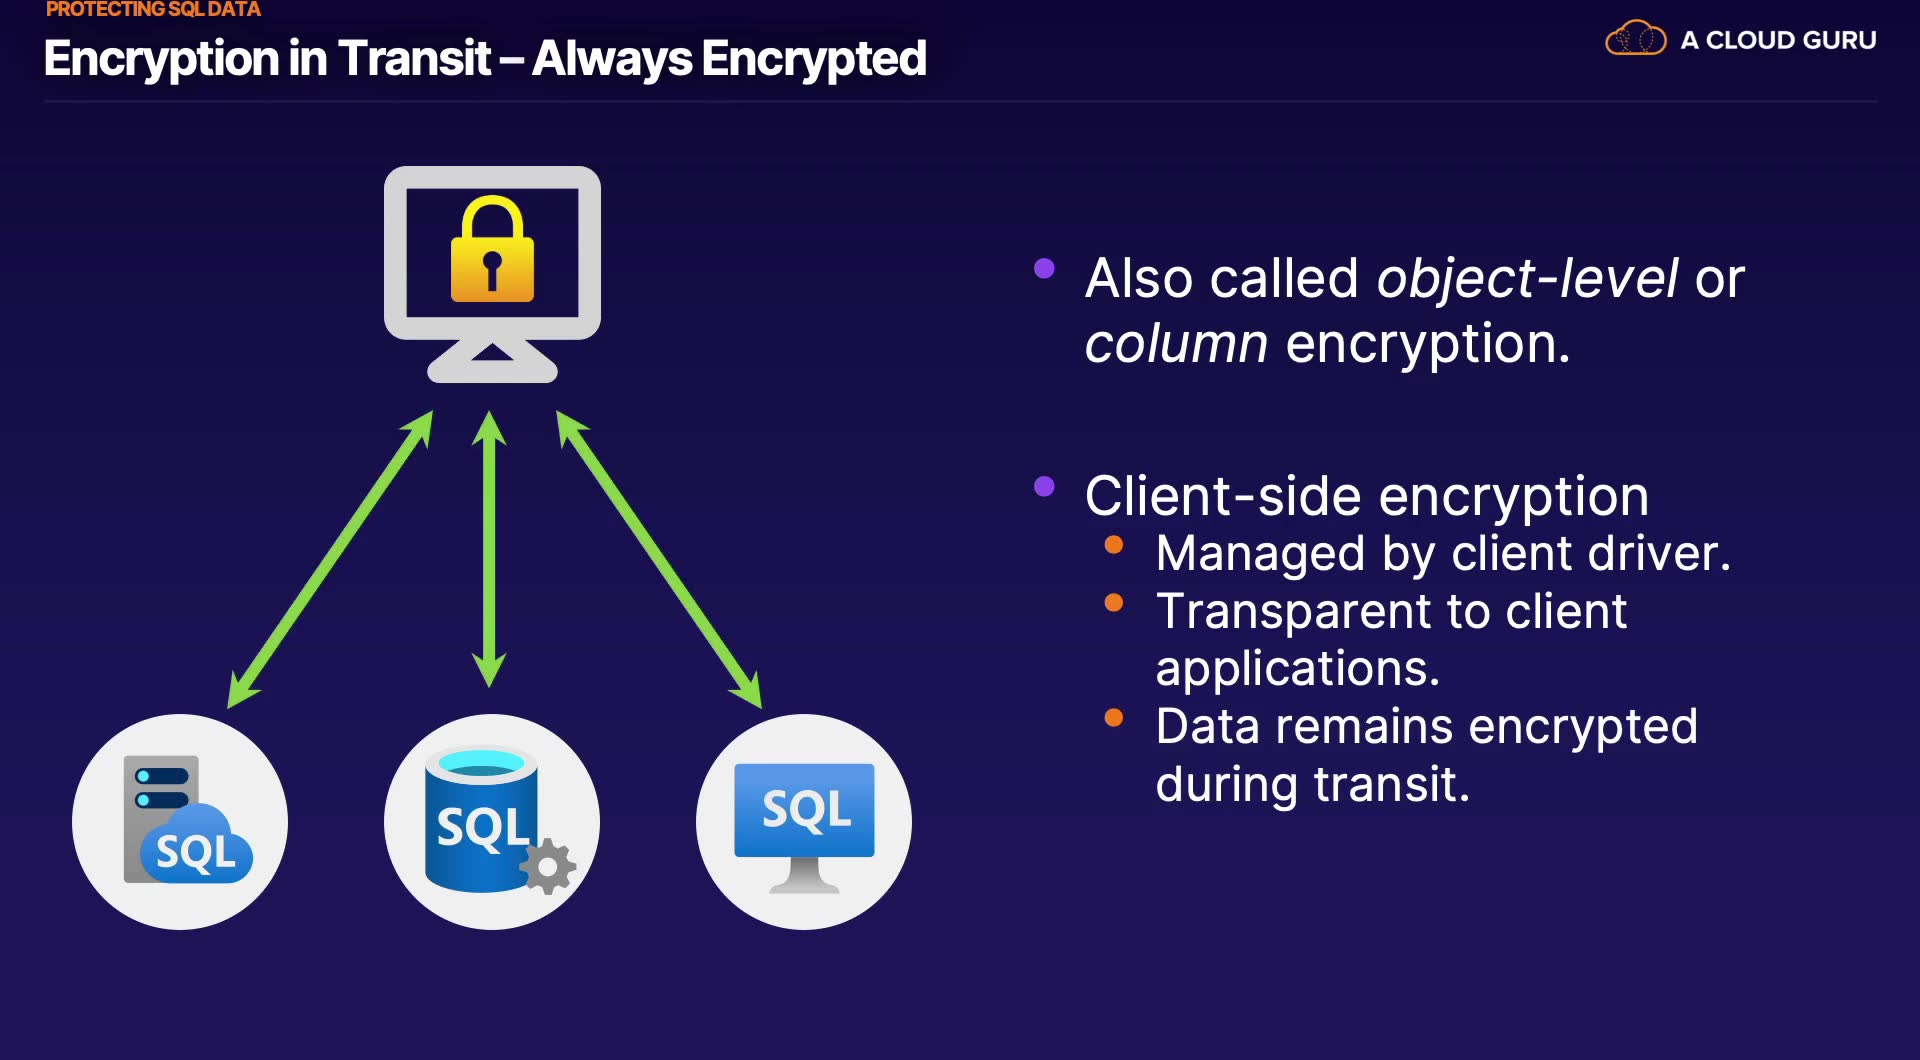 PROTECTING SQL DATA
Encryption in Transit – Always Encrypted
A CLOUD GURU
Also called object-level or
column encryption.
Client-side encryption
Managed by client driver.
Transparent to client
applications.
Data remains encrypted
during transit.
SQL
SQL
SQL